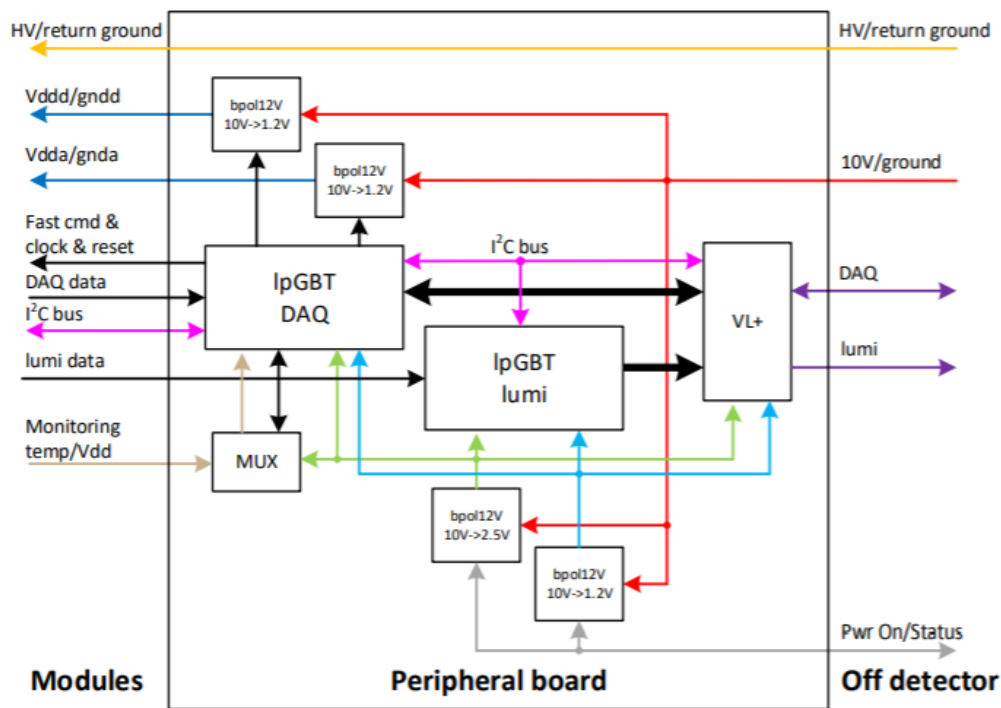 HV/return ground
HV/return ground
Vddd/gndd
bpol12V
10V->1.2V
Vdda/gnda
bpol12V
10V->1.2V
10V/ground
Fast cmd &
clock & reset
DAQ data
I²C bus
lpGBT
DAQ
I²C bus
VL+
DAQ
lumi data
lpGBT
lumi
lumi
Monitoring
temp/Vdd
MUX
bpol12V
10V->2.5V
bpol12V
10V->1.2V
Pwr On/Status
Modules
Peripheral board
Off detector